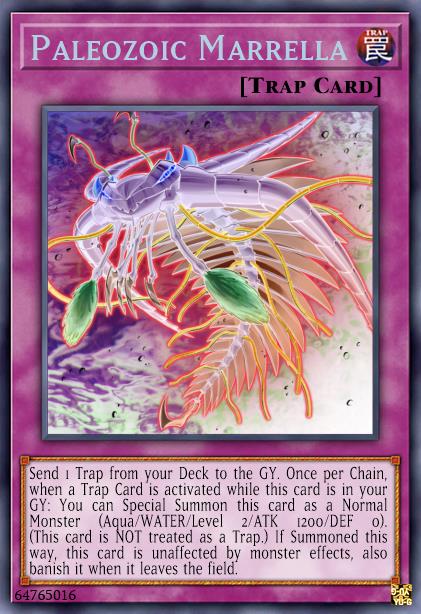 PALEOZOIC MARRELLA
TRAP
罠
[TRAP CARD]
Send 1 Trap from your Deck to the GY. Once per Chain,
when a Trap Card is activated while this card is in your
GY: You can Special Summon this card as a Normal
Monster (Aqua/WATER/Level 2/ATK 1200/DEF 0).
(This card is NOT treated as a Trap.) If Summoned this
way, this card is unaffected by monster effects, also
banish it when it leaves the field.
64765016